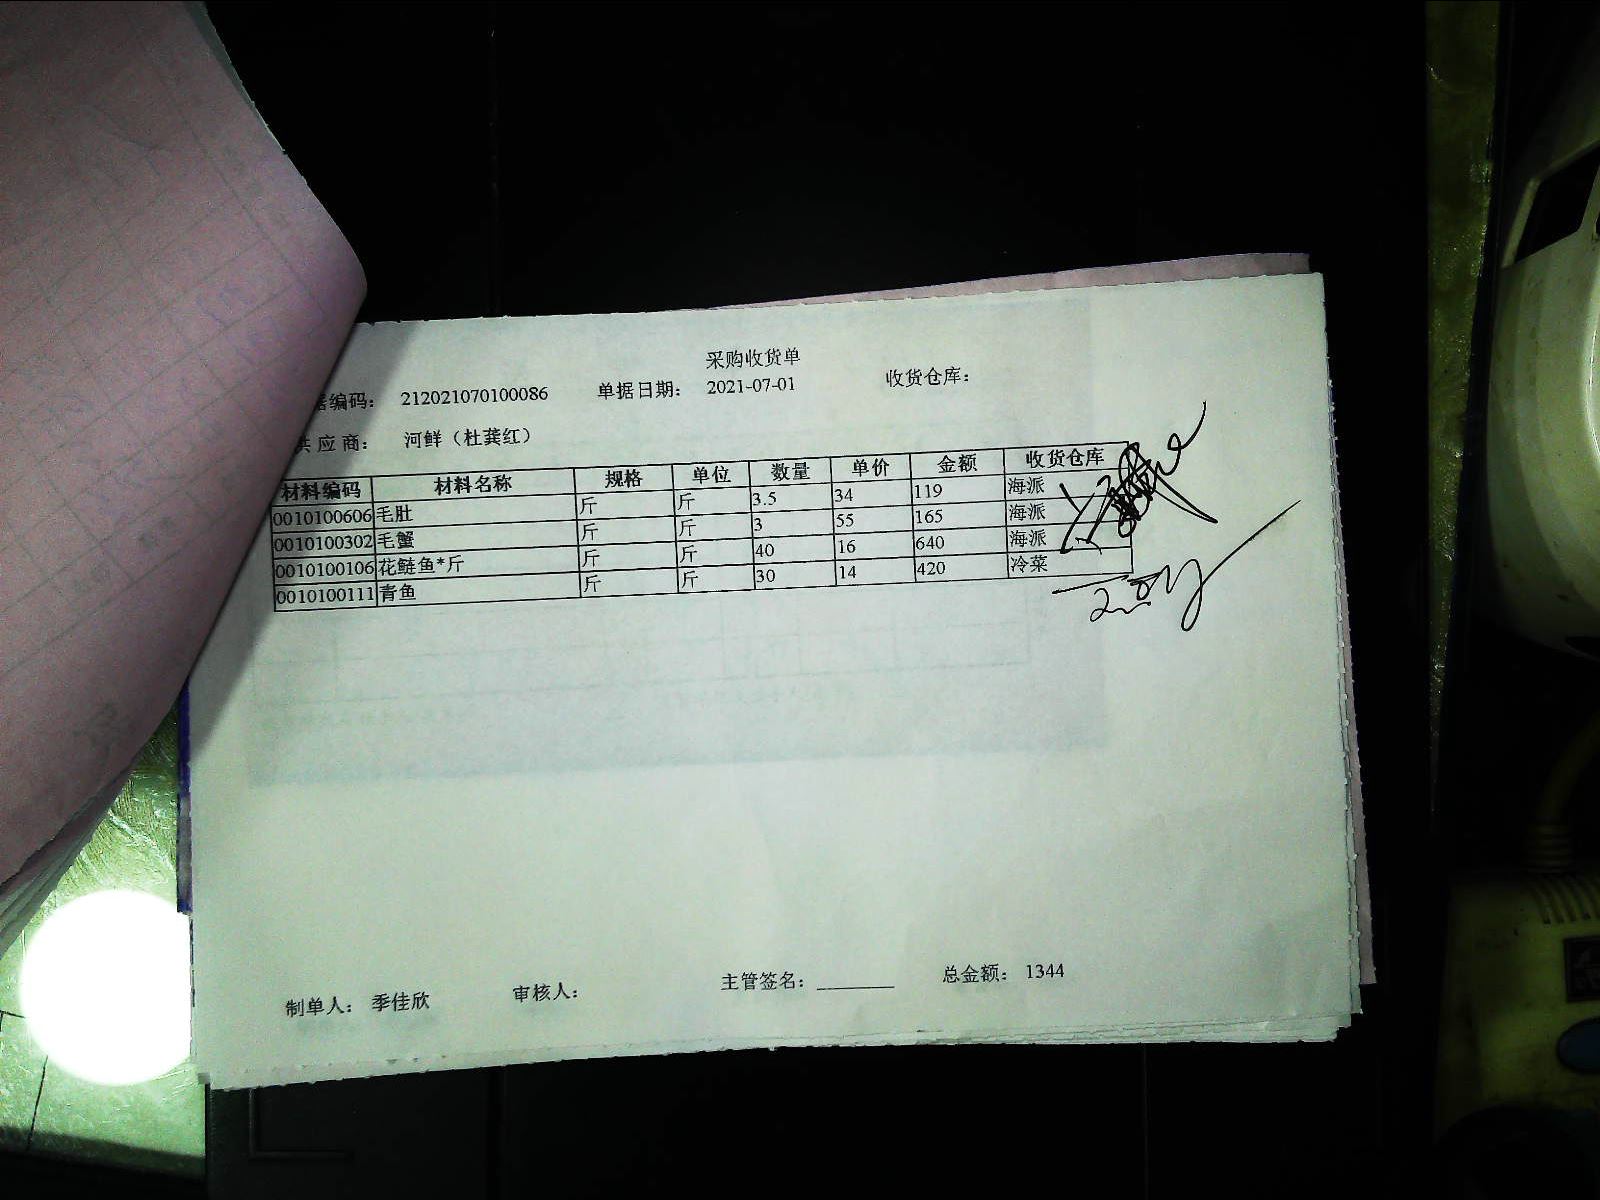 采购收货单
据编码： 212021070100086 单据日期： 2021-07-01 收货仓库：
供应商： 河鲜（杜龚红）
材料编码 材料名称 规格 单位 数量 单价 金额 收货仓库
0010100606 毛肚 斤 斤 3.5 34 119 海派
0010100302 毛蟹 斤 斤 3 55 165 海派
0010100106 花鲢鱼*斤 斤 斤 40 16 640 海派
0010100111 青鱼 斤 斤 30 14 420 冷菜
制单人： 季佳欣 审核人： 主管签名：________ 总金额： 1344